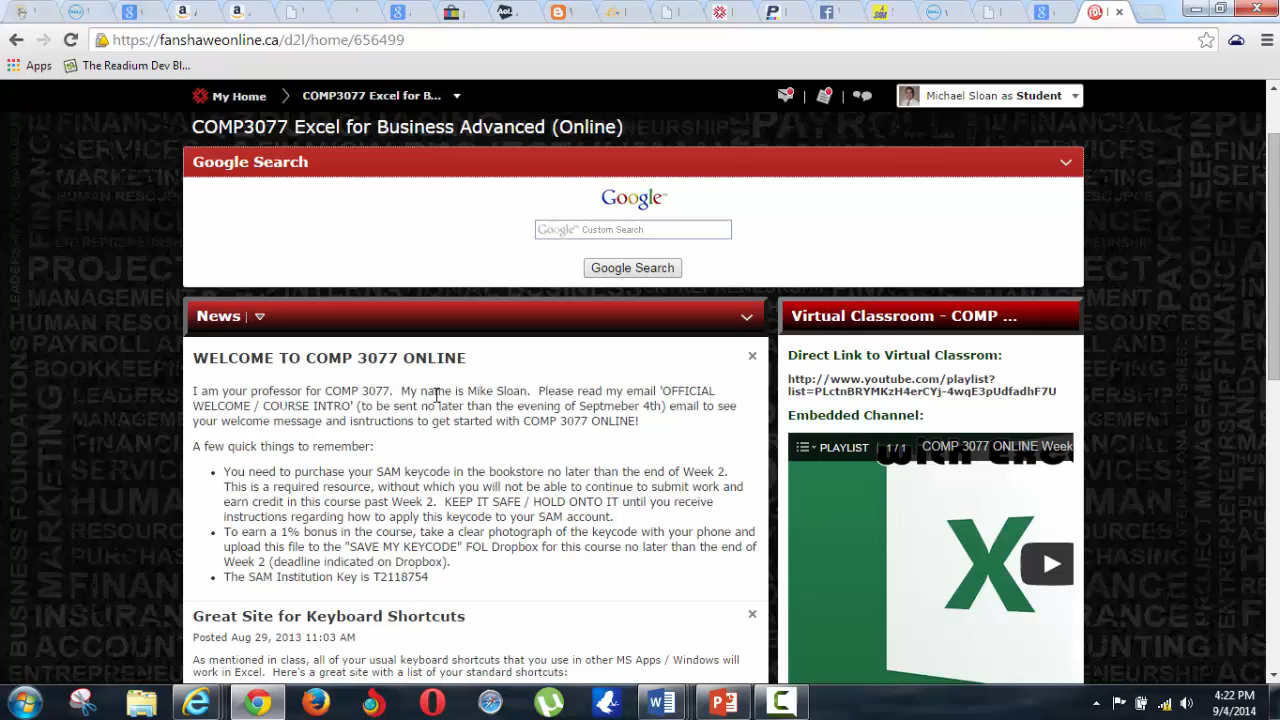 https://fanshaweonline.ca/d2l/home/656499
Apps The Readium Dev Bl...
My Home COMP3077 Excel for B... Michael Sloan as Student
COMP3077 Excel for Business Advanced (Online)
Google Search
Google™
Google™ Custom Search
Google Search
News
WELCOME TO COMP 3077 ONLINE
I am your professor for COMP 3077. My name is Mike Sloan. Please read my email 'OFFICIAL
WELCOME / COURSE INTRO' (to be sent no later than the evening of Septmeber 4th) email to see
your welcome message and isntructions to get started with COMP 3077 ONLINE!
A few quick things to remember:
• You need to purchase your SAM keycode in the bookstore no later than the end of Week 2.
This is a required resource, without which you will not be able to continue to submit work and
earn credit in this course past Week 2. KEEP IT SAFE / HOLD ONTO IT until you receive
instructions regarding how to apply this keycode to your SAM account.
• To earn a 1% bonus in the course, take a clear photograph of the keycode with your phone and
upload this file to the "SAVE MY KEYCODE" FOL Dropbox for this course no later than the end of
Week 2 (deadline indicated on Dropbox).
• The SAM Institution Key is T2118754
Great Site for Keyboard Shortcuts
Posted Aug 29, 2013 11:03 AM
As mentioned in class, all of your usual keyboard shortcuts that you use in other MS Apps / Windows will
work in Excel. Here's a great site with a list of your standard shortcuts:
Virtual Classroom - COMP ...
Direct Link to Virtual Classrom:
http://www.youtube.com/playlist?
list=PLctnBRYMKzH4erCYj-4wqE3pUdfadhF7U
Embedded Channel:
PLAYLIST 1 / 1 COMP 3077 ONLINE Week
X
4:22 PM
9/4/2014